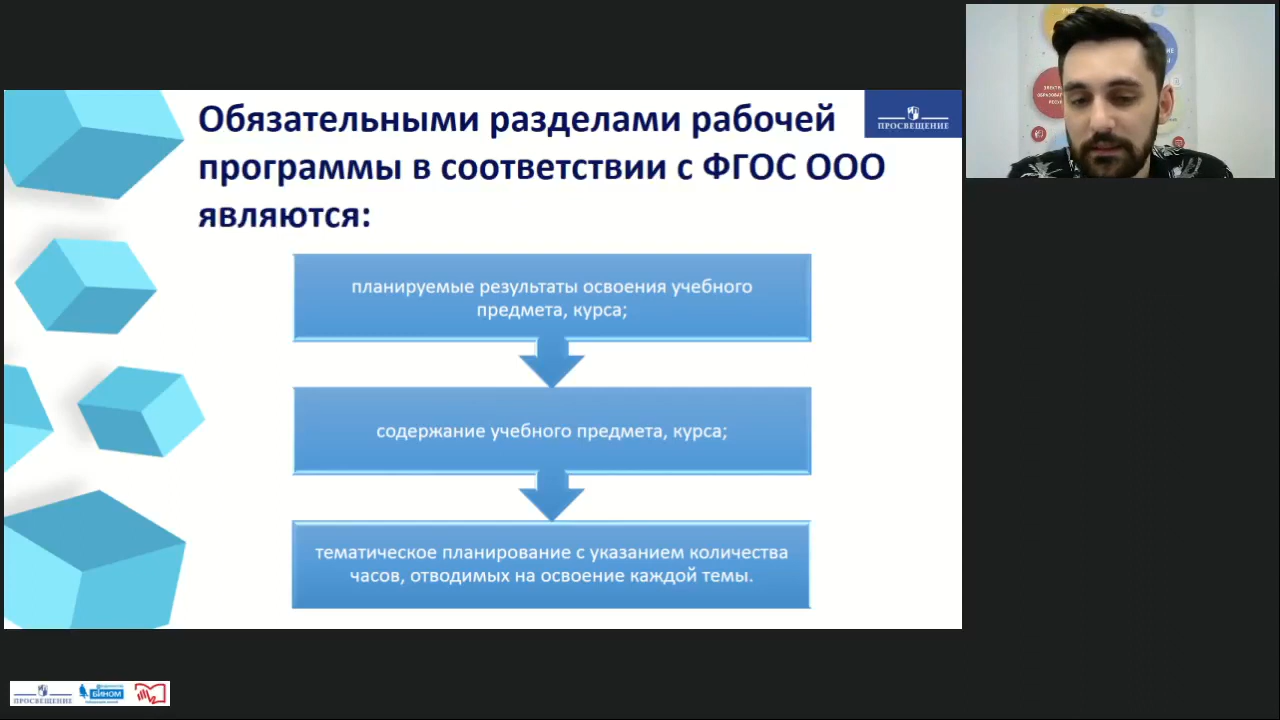 Обязательными разделами рабочей
программы в соответствии с ФГОС ООО
являются:
ПРОСВЕЩЕНИЕ
планируемые результаты освоения учебного
предмета, курса;
содержание учебного предмета, курса;
тематическое планирование с указанием количества
часов, отводимых на освоение каждой темы.
ПРОСВЕЩЕНИЕ
БИНОМ